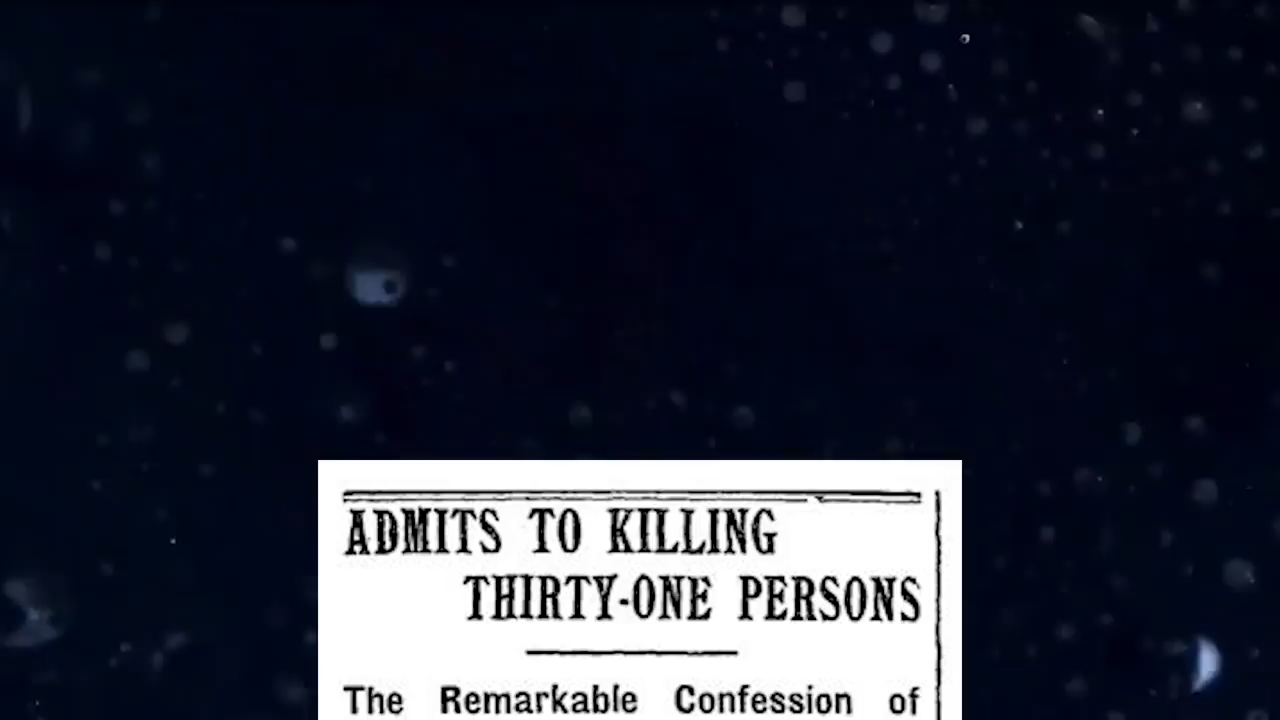 ADMITS TO KILLING
THIRTY-ONE PERSONS
The Remarkable Confession of